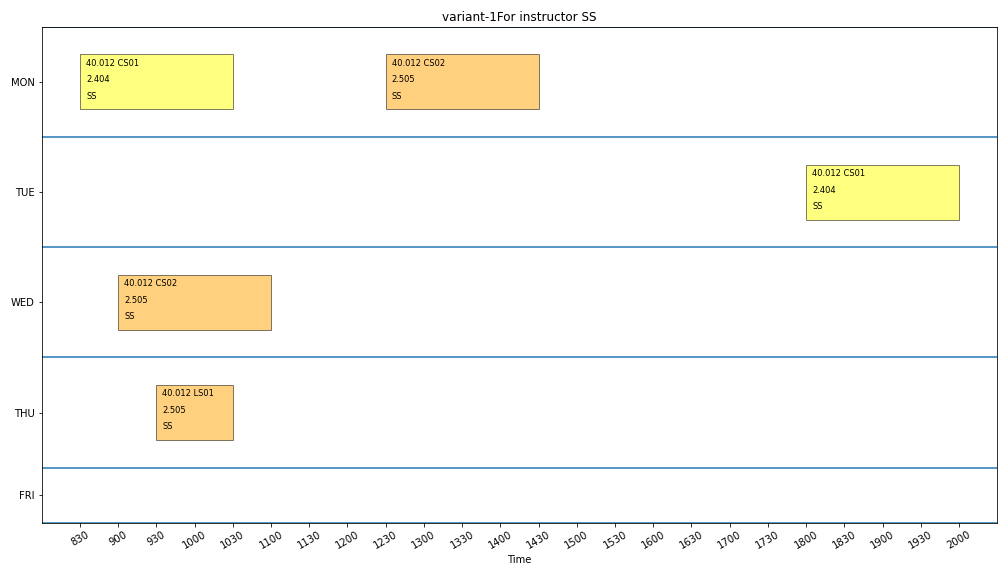 variant-1For instructor SS
MON
40.012 CS01
2.404
SS
40.012 CS02
2.505
SS
TUE
40.012 CS01
2.404
SS
WED
40.012 CS02
2.505
SS
THU
40.012 LS01
2.505
SS
FRI
830 900 930 1000 1030 1100 1130 1200 1230 1300 1330 1400 1430 1500 1530 1600 1630 1700 1730 1800 1830 1900 1930 2000
Time